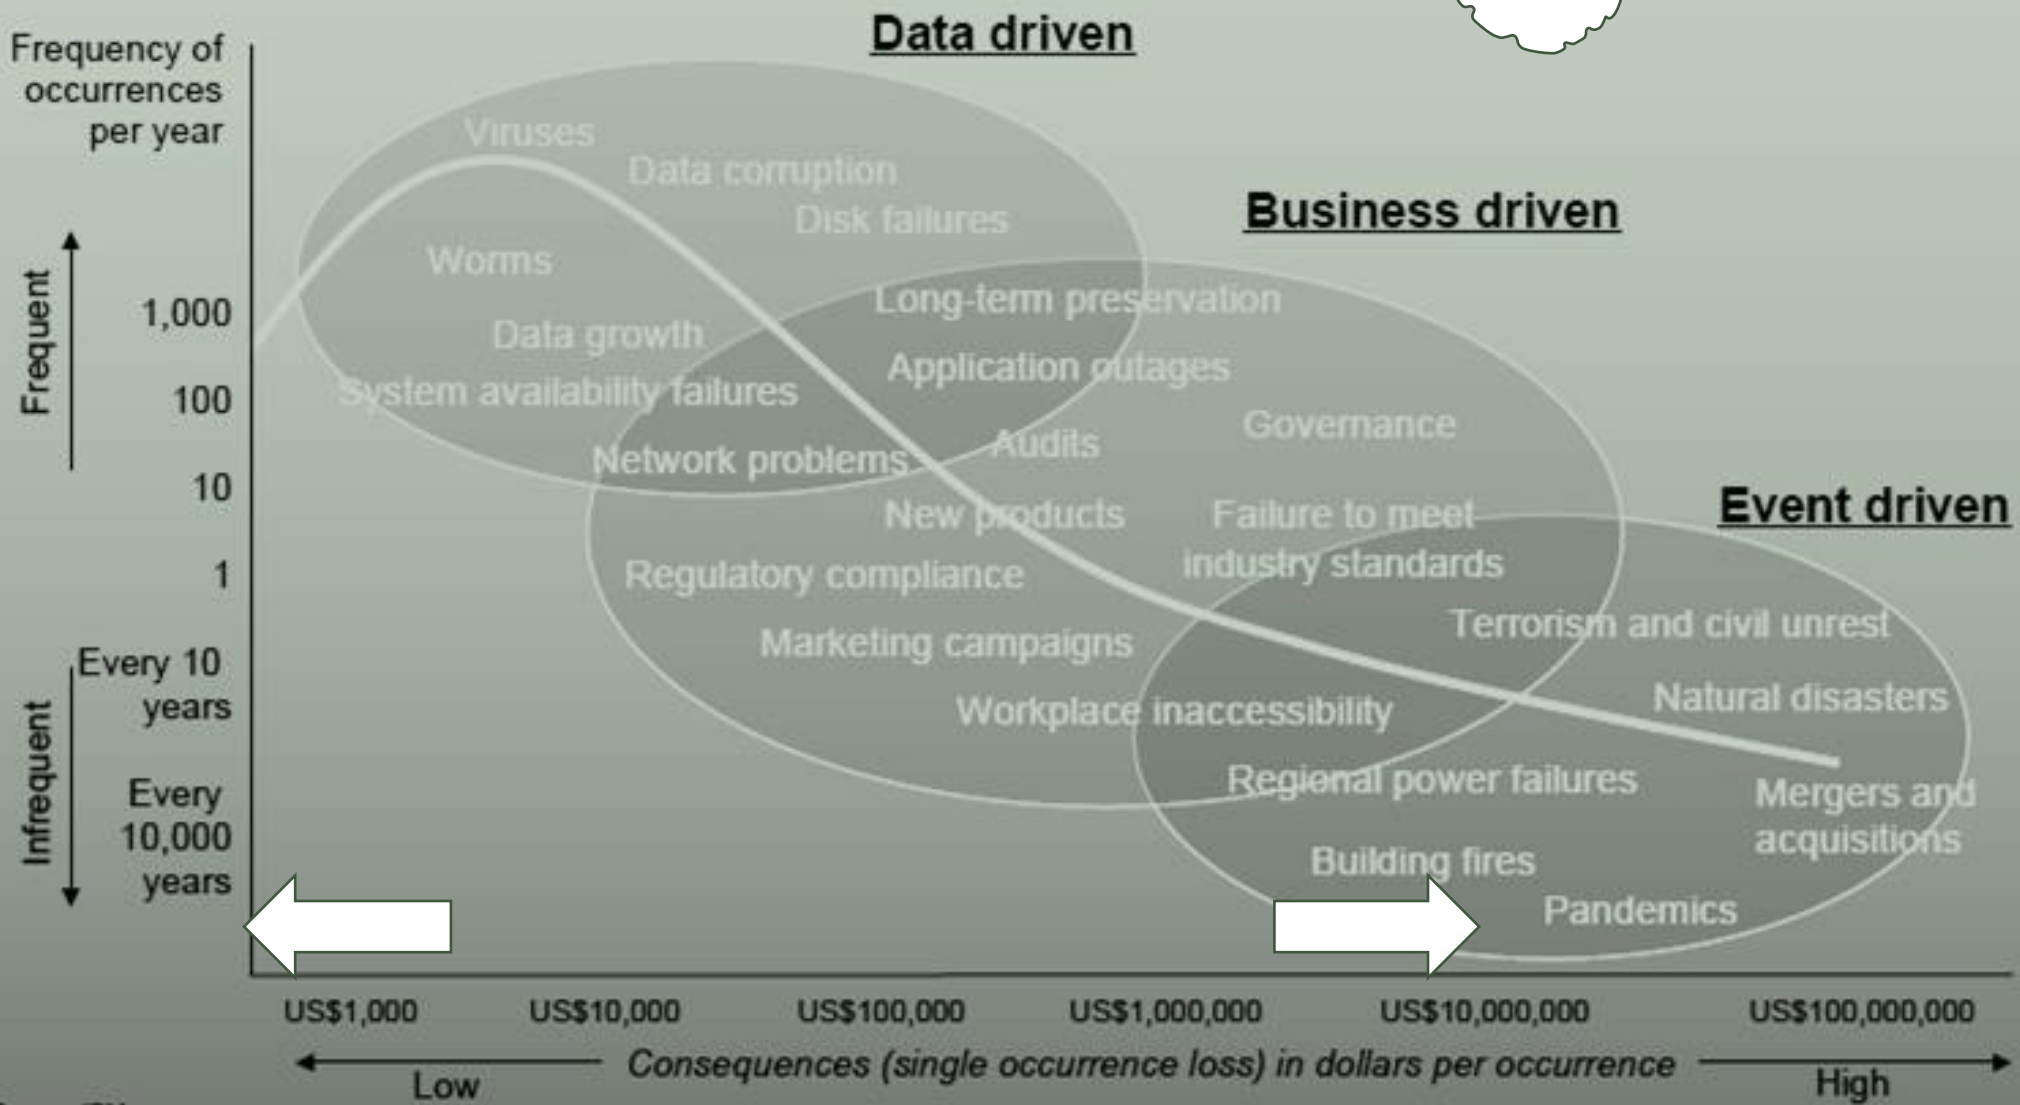 Data driven
Frequency of
occurrences
per year
Viruses
Data corruption
Disk failures
Business driven
Worms
Frequent
1,000
Long-term preservation
Data growth
Application outages
100
System availability failures
Governance
Audits
Network problems
10
New products
Failure to meet
industry standards
Event driven
1
Regulatory compliance
Terrorism and civil unrest
Marketing campaigns
Every 10
years
Natural disasters
Workplace inaccessibility
Infrequent
Regional power failures
Every
10,000
years
Mergers and
acquisitions
Building fires
Pandemics
US$1,000 US$10,000 US$100,000 US$1,000,000 US$10,000,000 US$100,000,000
Consequences (single occurrence loss) in dollars per occurrence
Low
High